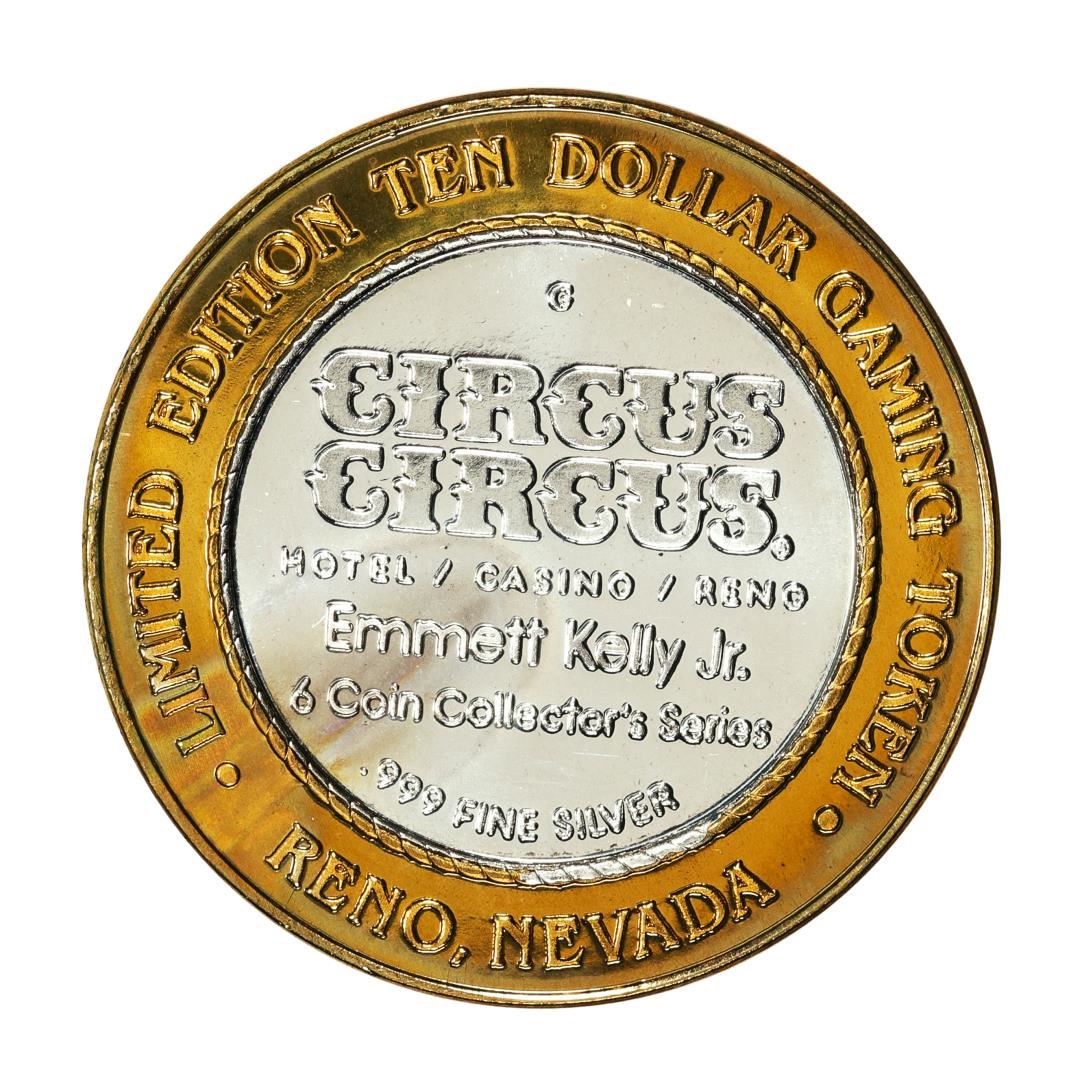 LIMITED EDITION TEN DOLLAR GAMING TOKEN
G
CIRCUS
CIRCUS.
HOTEL / CASINO / RENO
Emmett Kelly Jr.
6 Coin Collector's Series
.999 FINE SILVER
RENO, NEVADA